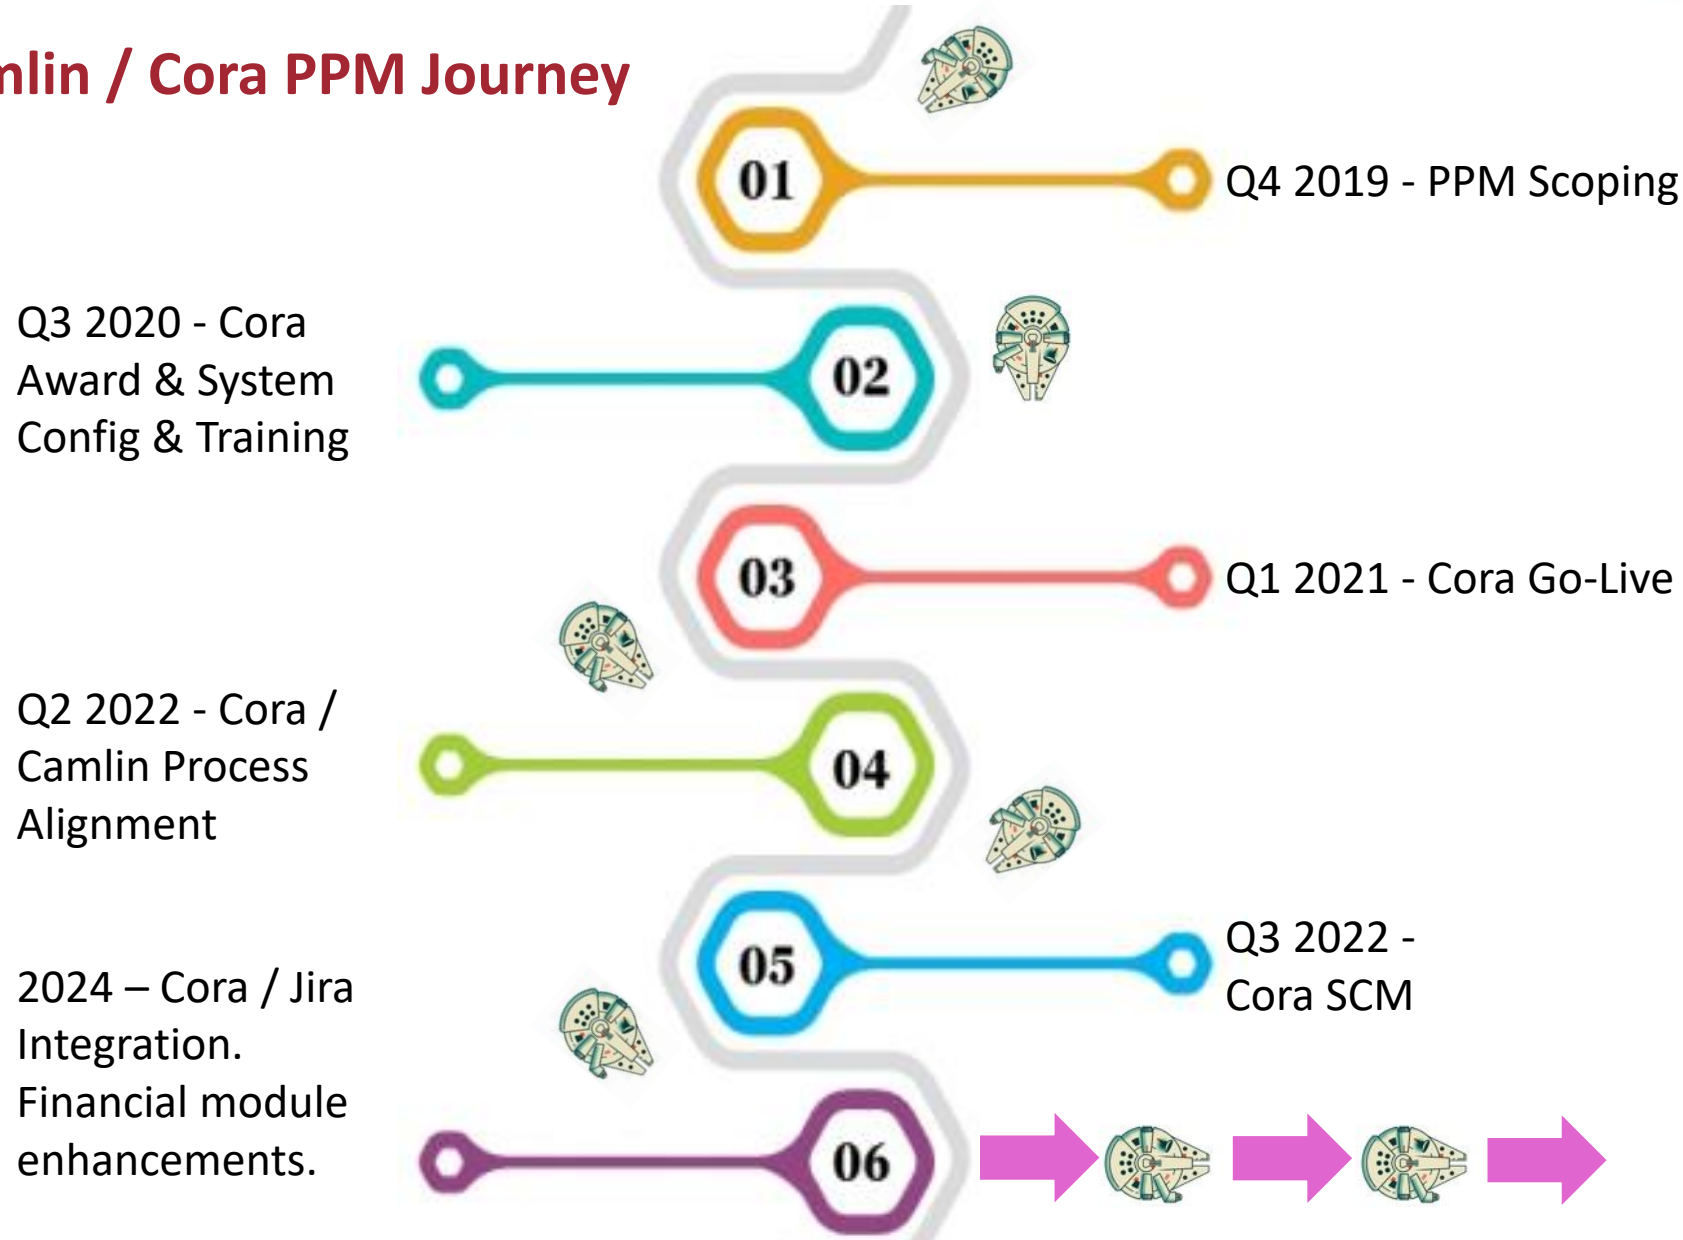 mlin / Cora PPM Journey
01
Q4 2019 - PPM Scoping
Q3 2020 - Cora
Award & System
Config & Training
02
03
Q1 2021 - Cora Go-Live
Q2 2022 - Cora /
Camlin Process
Alignment
04
05
Q3 2022 -
Cora SCM
2024 – Cora / Jira
Integration.
Financial module
enhancements.
06